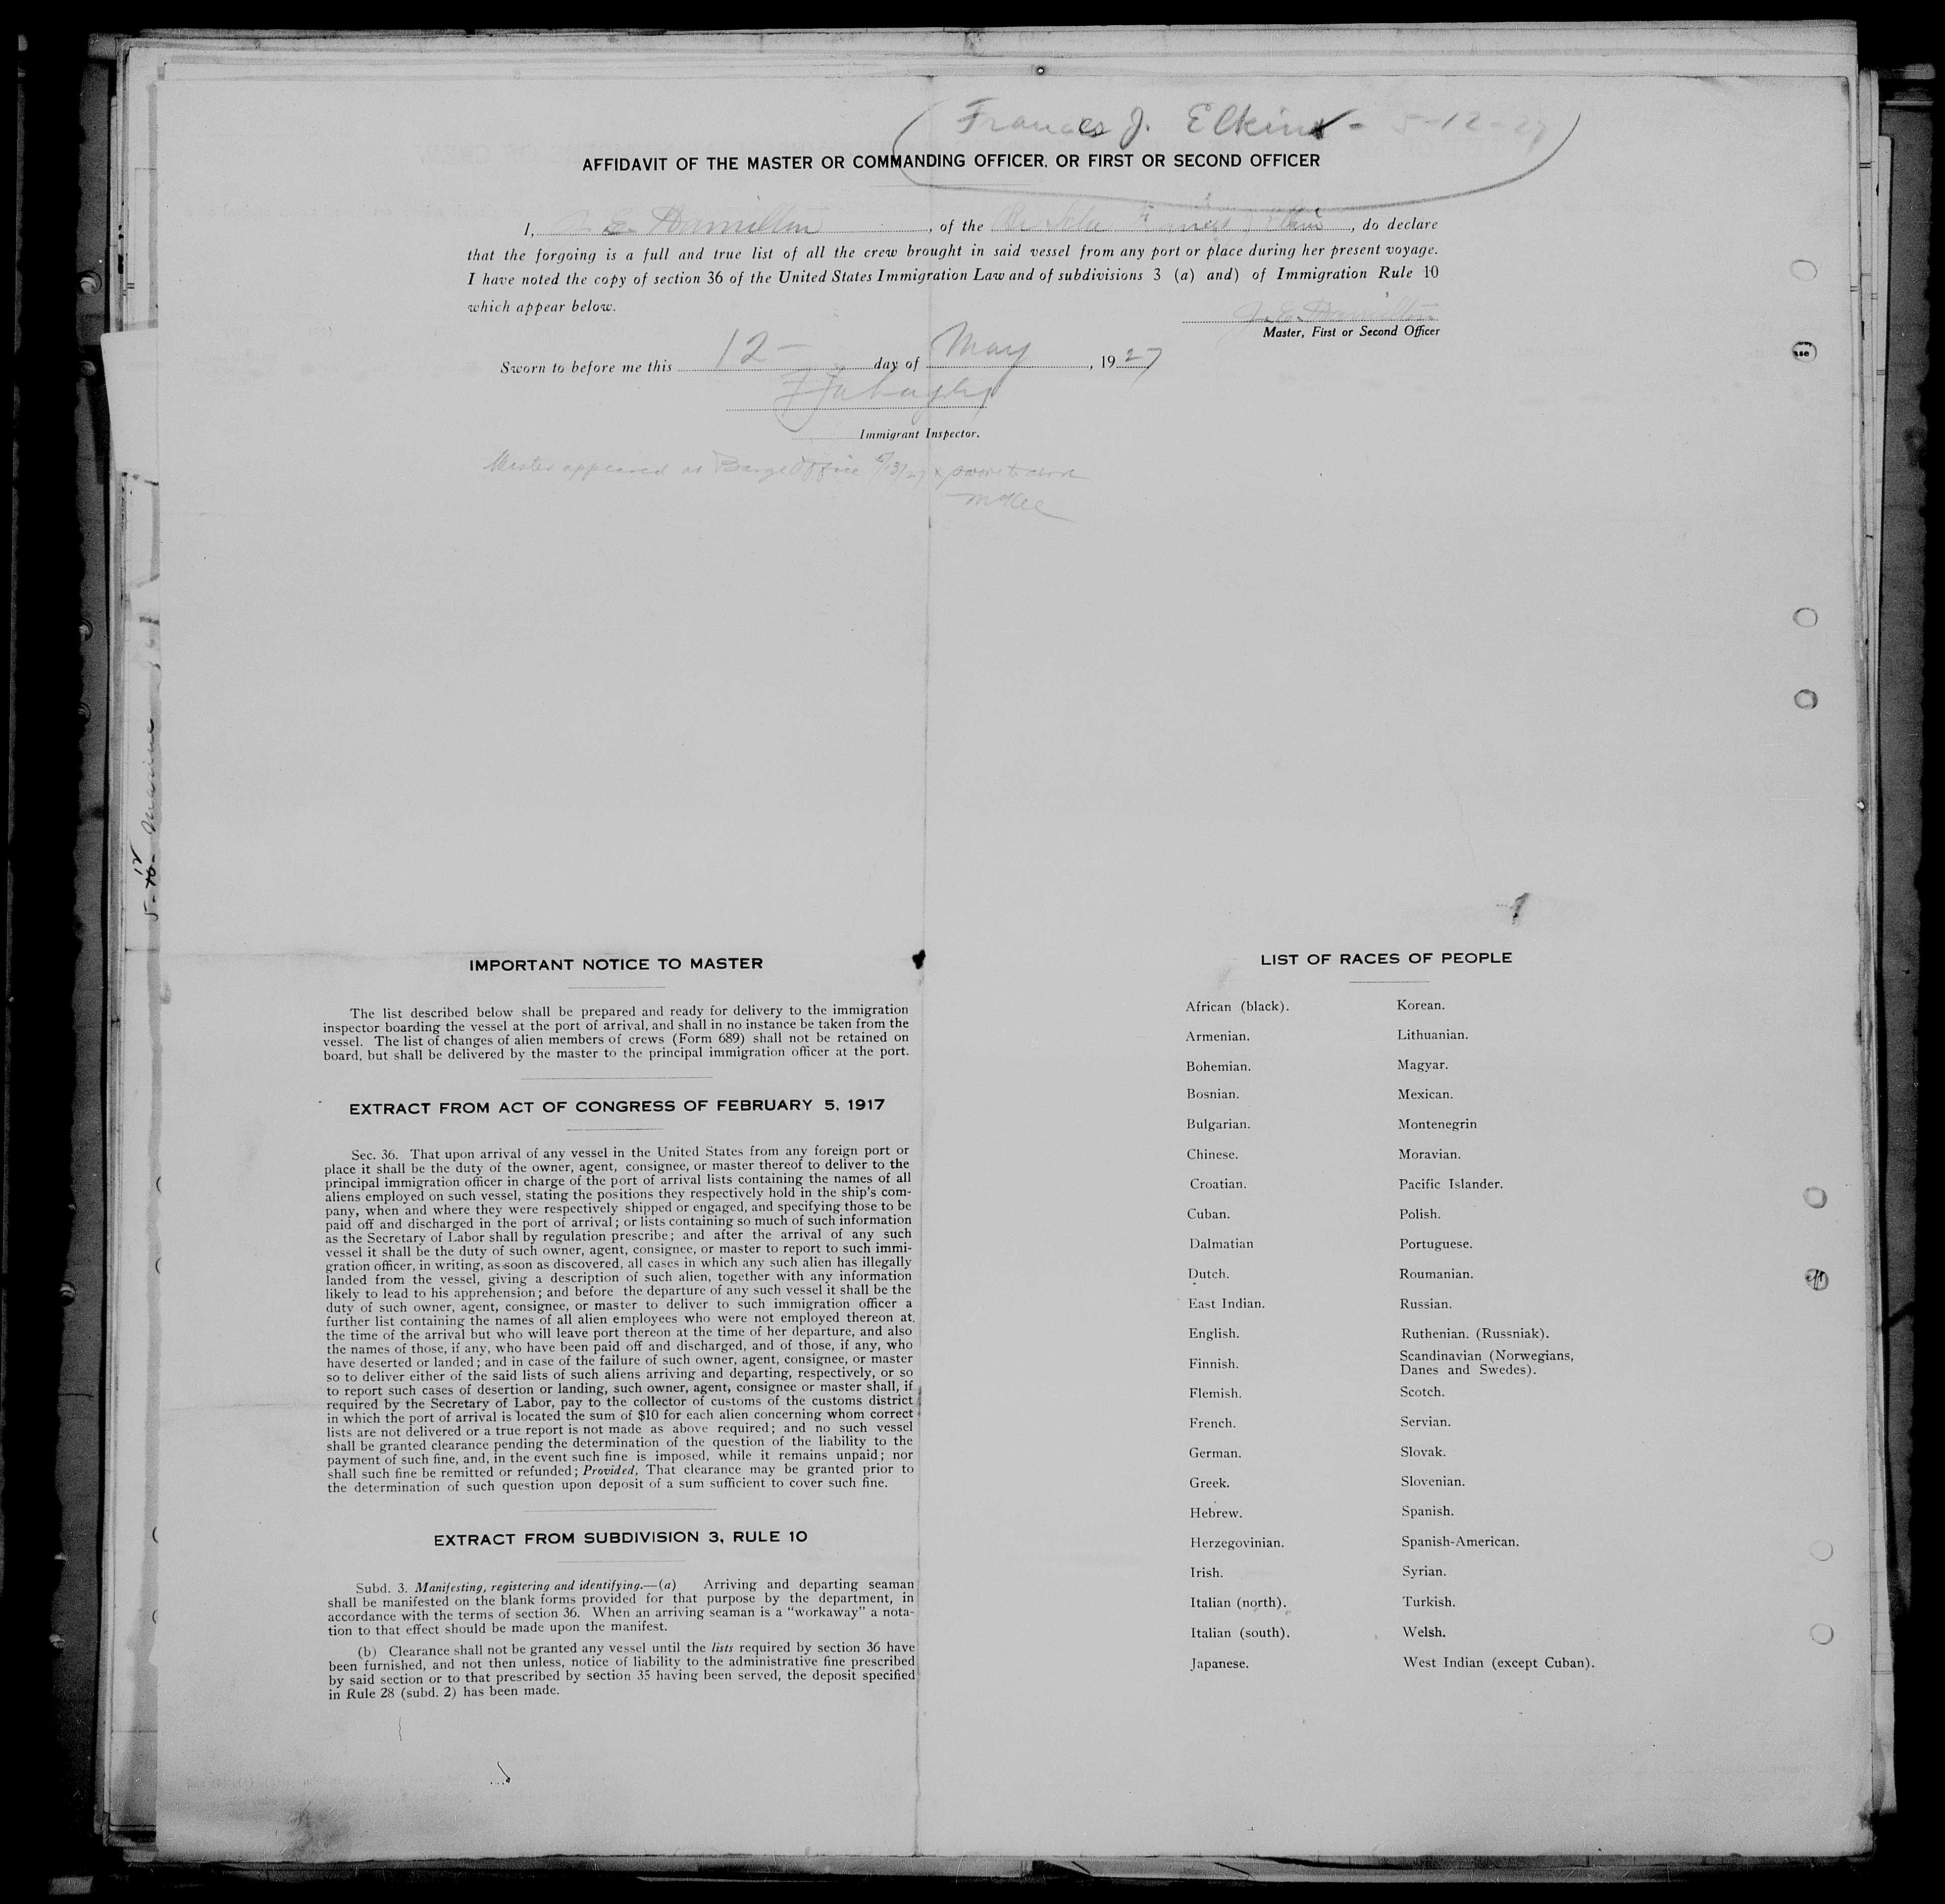 Frances J. Elkins - 5-12-27
AFFIDAVIT OF THE MASTER OR COMMANDING OFFICER, OR FIRST OR SECOND OFFICER
I, J. E. Hamilton, of the Br Sch Frances J Elkin, do declare
that the forgoing is a full and true list of all the crew brought in said vessel from any port or place during her present voyage.
I have noted the copy of section 36 of the United States Immigration Law and of subdivisions 3 (a) and) of Immigration Rule 10
which appear below.
J. E. Hamilton
Master, First or Second Officer
Sworn to before me this 12- day of May, 1927
Immigrant Inspector.
Master appeared at Barge Office 5/13/27 &
McKee
5-12- Marine
IMPORTANT NOTICE TO MASTER
The list described below shall be prepared and ready for delivery to the immigration
inspector boarding the vessel at the port of arrival, and shall in no instance be taken from the
vessel. The list of changes of alien members of crews (Form 689) shall not be retained on
board, but shall be delivered by the master to the principal immigration officer at the port.
EXTRACT FROM ACT OF CONGRESS OF FEBRUARY 5, 1917
Sec. 36. That upon arrival of any vessel in the United States from any foreign port or
place it shall be the duty of the owner, agent, consignee, or master thereof to deliver to the
principal immigration officer in charge of the port of arrival lists containing the names of all
aliens employed on such vessel, stating the positions they respectively hold in the ship's com-
pany, when and where they were respectively shipped or engaged, and specifying those to be
paid off and discharged in the port of arrival; or lists containing so much of such information
as the Secretary of Labor shall by regulation prescribe; and after the arrival of any such
vessel it shall be the duty of such owner, agent, consignee, or master to report to such immi-
gration officer, in writing, as soon as discovered, all cases in which any such alien has illegally
landed from the vessel, giving a description of such alien, together with any information
likely to lead to his apprehension; and before the departure of any such vessel it shall be the
duty of such owner, agent, consignee, or master to deliver to such immigration officer a
further list containing the names of all alien employees who were not employed thereon at
the time of the arrival but who will leave port thereon at the time of her departure, and also
the names of those, if any, who have been paid off and discharged, and of those, if any, who
have deserted or landed; and in case of the failure of such owner, agent, consignee, or master
so to deliver either of the said lists of such aliens arriving and departing, respectively, or so
to report such cases of desertion or landing, such owner, agent, consignee or master shall, if
required by the Secretary of Labor, pay to the collector of customs of the customs district
in which the port of arrival is located the sum of $10 for each alien concerning whom correct
lists are not delivered or a true report is not made as above required; and no such vessel
shall be granted clearance pending the determination of the question of the liability to the
payment of such fine, and, in the event such fine is imposed, while it remains unpaid; nor
shall such fine be remitted or refunded; Provided, That clearance may be granted prior to
the determination of such question upon deposit of a sum sufficient to cover such fine.
EXTRACT FROM SUBDIVISION 3, RULE 10
Subd. 3. Manifesting, registering and identifying.—(a) Arriving and departing seaman
shall be manifested on the blank forms provided for that purpose by the department, in
accordance with the terms of section 36. When an arriving seaman is a "workaway" a nota-
tion to that effect should be made upon the manifest.
(b) Clearance shall not be granted any vessel until the lists required by section 36 have
been furnished, and not then unless, notice of liability to the administrative fine prescribed
by said section or to that prescribed by section 35 having been served, the deposit specified
in Rule 28 (subd. 2) has been made.
LIST OF RACES OF PEOPLE
African (black).
Armenian.
Bohemian.
Bosnian.
Bulgarian.
Chinese.
Croatian.
Cuban.
Dalmatian
Dutch.
East Indian.
English.
Finnish.
Flemish.
French.
German.
Greek.
Hebrew.
Herzegovinian.
Irish.
Italian (north).
Italian (south).
Japanese.
Korean.
Lithuanian.
Magyar.
Mexican.
Montenegrin
Moravian.
Pacific Islander.
Polish.
Portuguese.
Roumanian.
Russian.
Ruthenian. (Russniak).
Scandinavian (Norwegians,
Danes and Swedes).
Scotch.
Servian.
Slovak.
Slovenian.
Spanish.
Spanish-American.
Syrian.
Turkish.
Welsh.
West Indian (except Cuban).